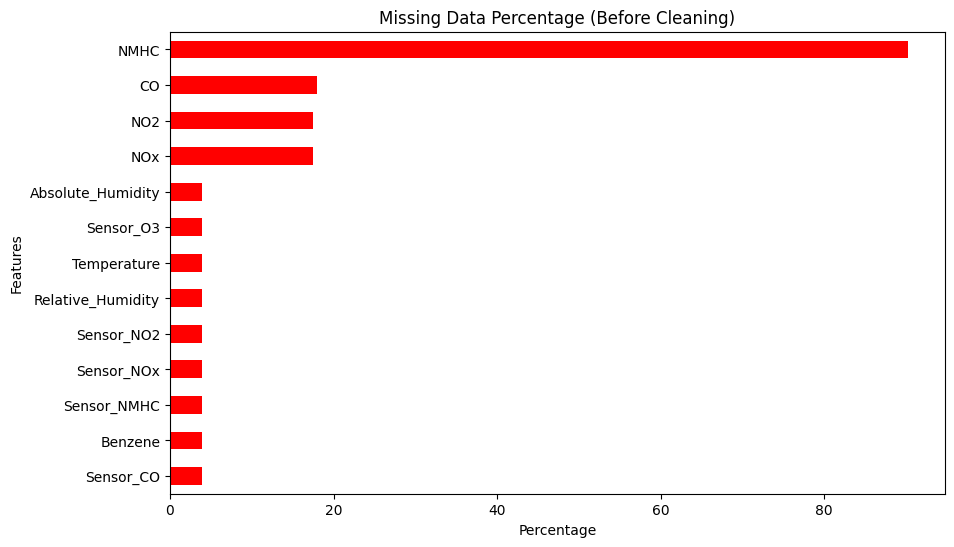 Missing Data Percentage (Before Cleaning)
Features
NMHC
CO
NO2
NOx
Absolute_Humidity
Sensor_O3
Temperature
Relative_Humidity
Sensor_NO2
Sensor_NOx
Sensor_NMHC
Benzene
Sensor_CO
0 20 40 60 80
Percentage